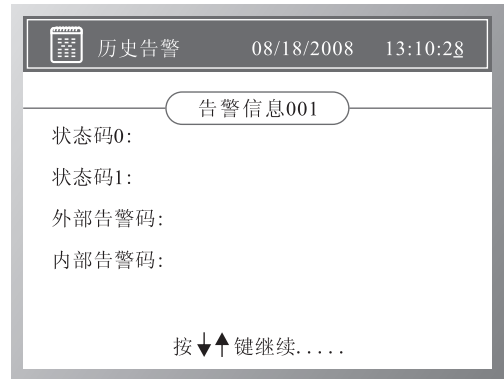 历史告警 08/18/2008 13:10:28
告警信息001
状态码0:
状态码1:
外部告警码:
内部告警码:
按↓↑键继续.....